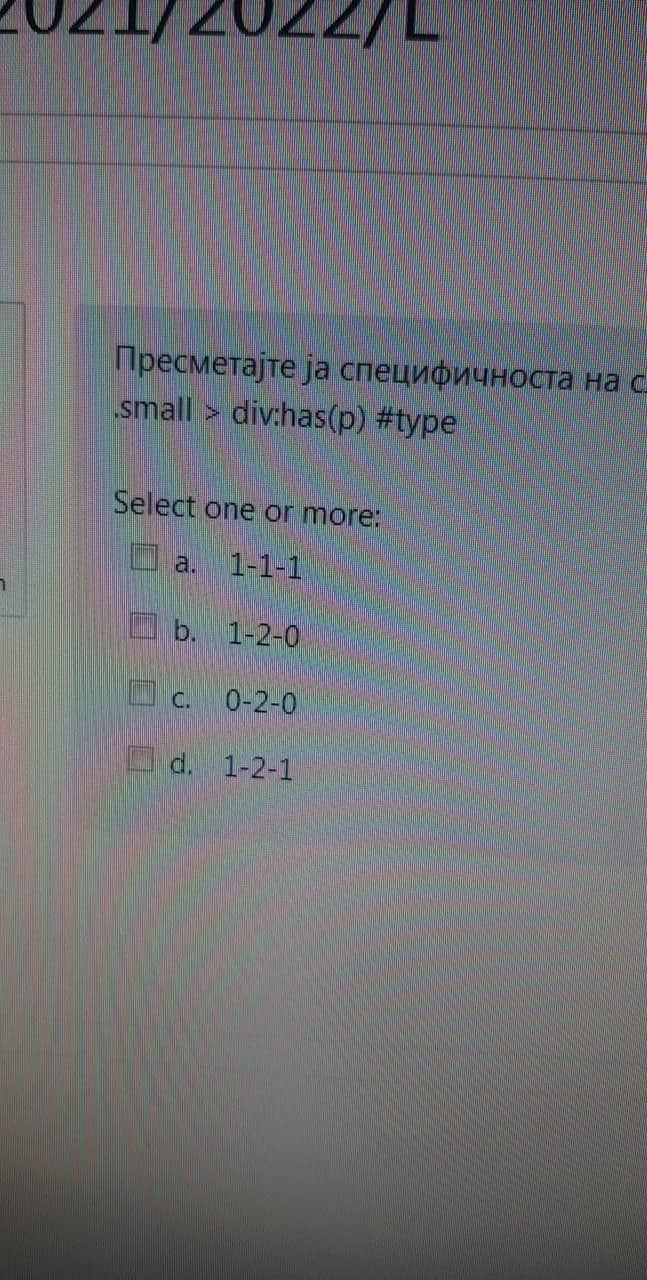 2021/2022/L
Пресметајте ја специфичноста на
.small > div:has(p) #type
Select one or more:
a. 1-1-1
b. 1-2-0
c. 0-2-0
d. 1-2-1